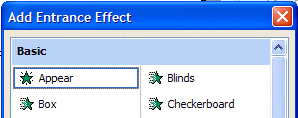 Add Entrance Effect
Basic
Appear Blinds
Box Checkerboard